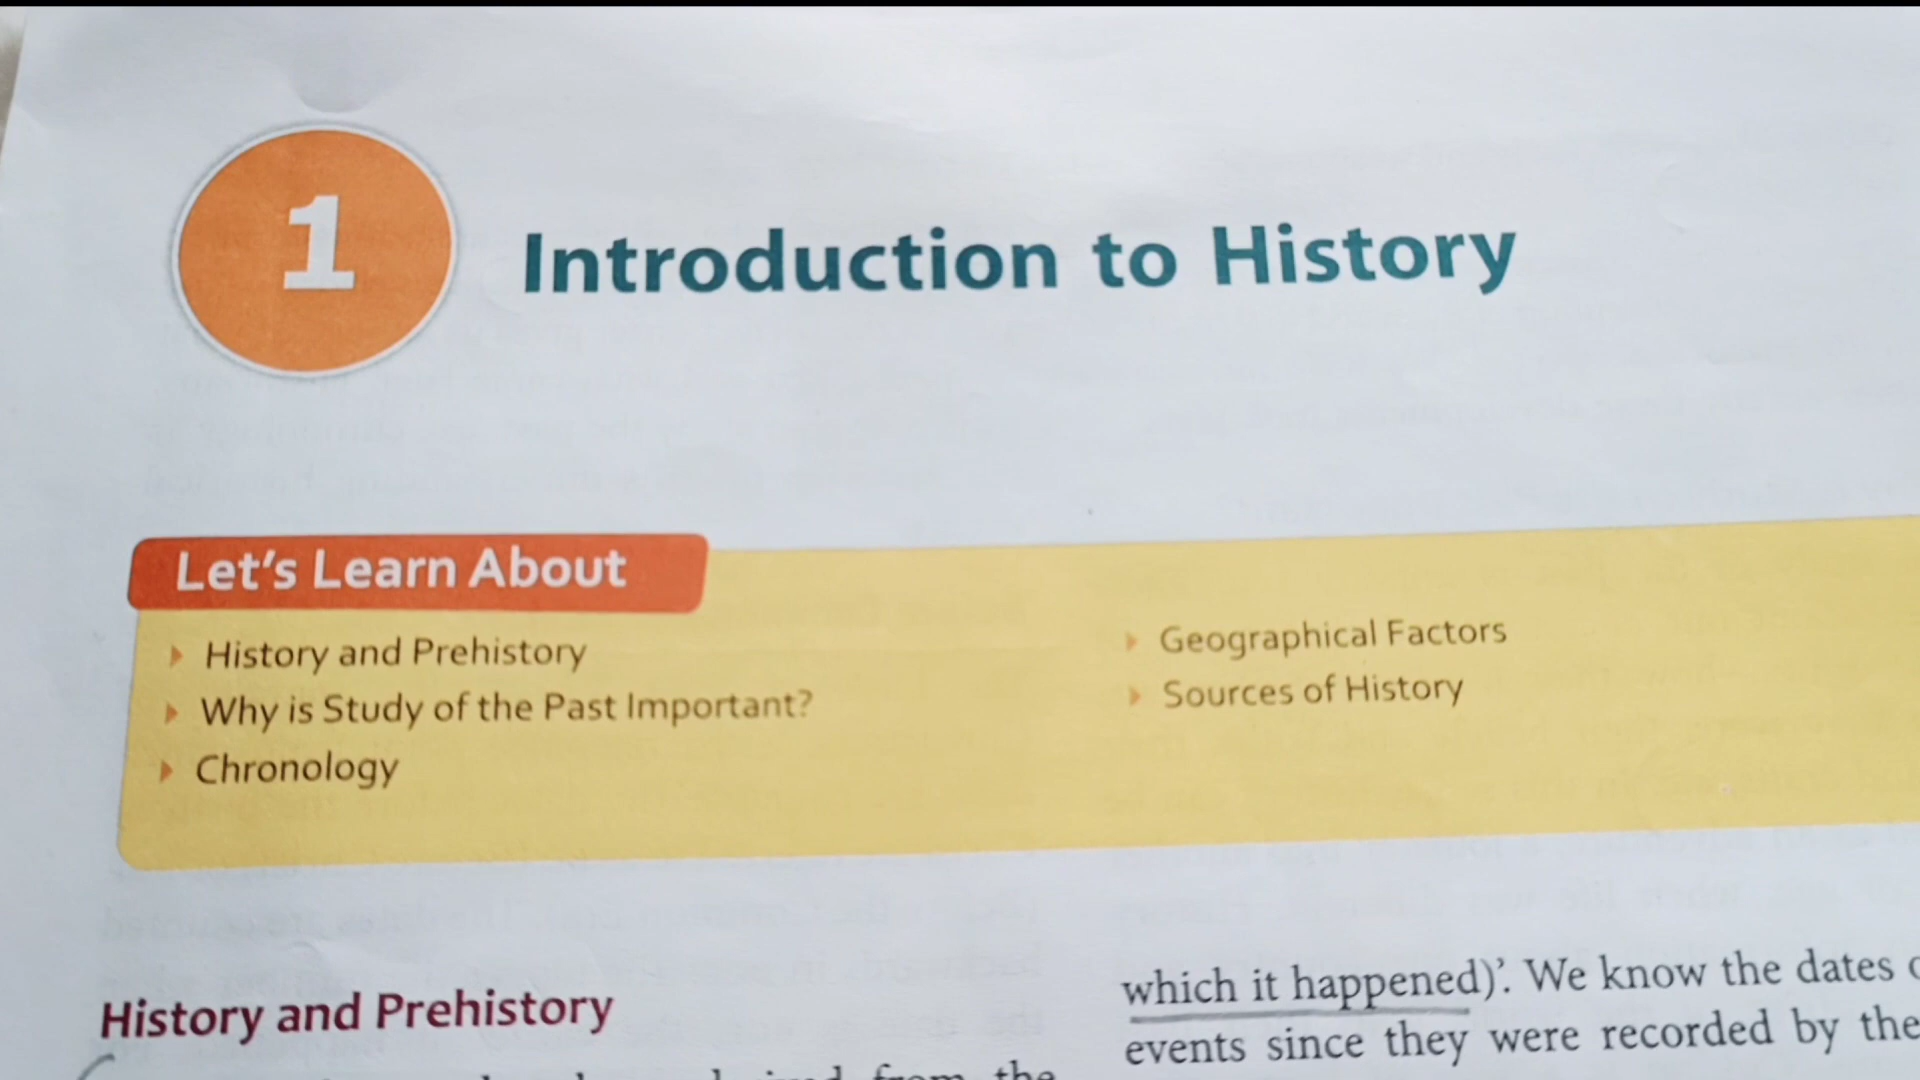 1
Introduction to History
Let's Learn About
History and Prehistory
Why is Study of the Past Important?
Chronology
Geographical Factors
Sources of History
History and Prehistory
from the
which it happened)'. We know the dates
events since they were recorded by the